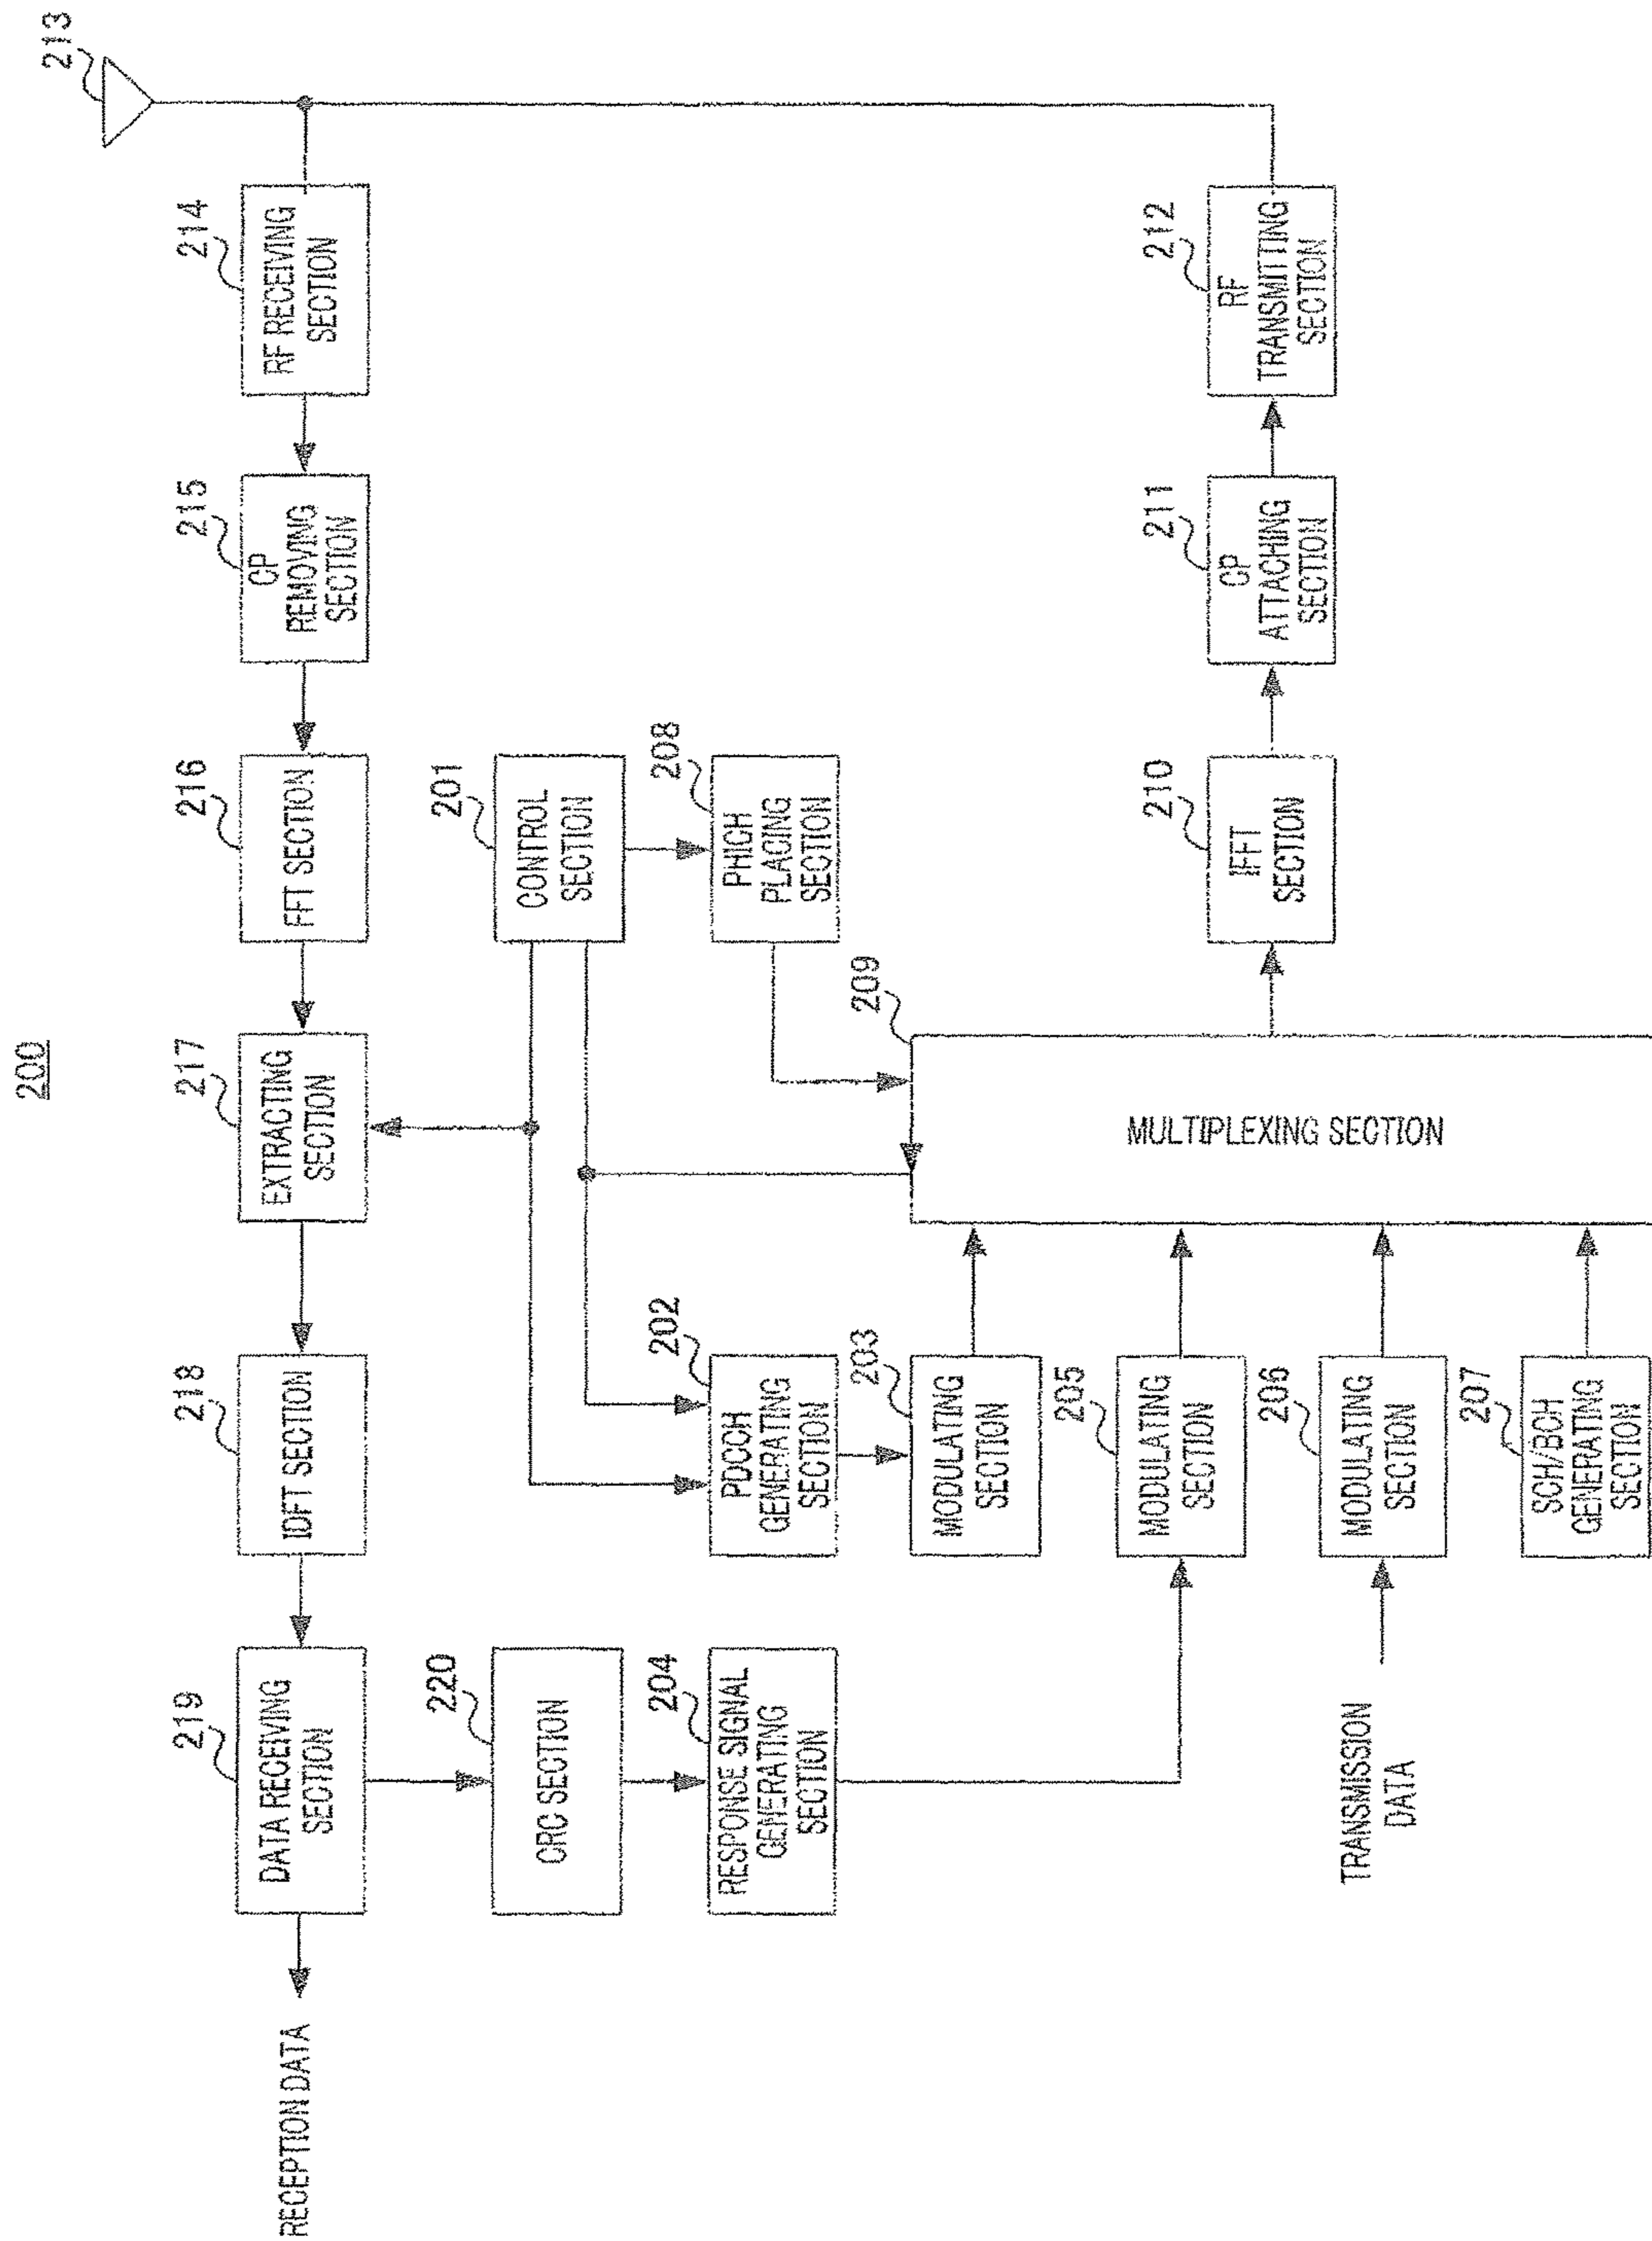 200
RECEPTION DATA
219
DATA RECEIVING
SECTION
218
IDFT SECTION
217
EXTRACTING
SECTION
216
FFT SECTION
215
CP
REMOVING
SECTION
214
RF RECEIVING
SECTION
213
220
CRC SECTION
201
CONTROL
SECTION
204
RESPONSE SIGNAL
GENERATING
SECTION
202
PDCCH
GENERATING
SECTION
208
PHICH
PLACING
SECTION
203
MODULATING
SECTION
209
MULTIPLEXING SECTION
205
MODULATING
SECTION
210
IFFT
SECTION
211
CP
ATTACHING
SECTION
212
RF
TRANSMITTING
SECTION
TRANSMISSION
DATA
206
MODULATING
SECTION
207
SCH/BCH
GENERATING
SECTION